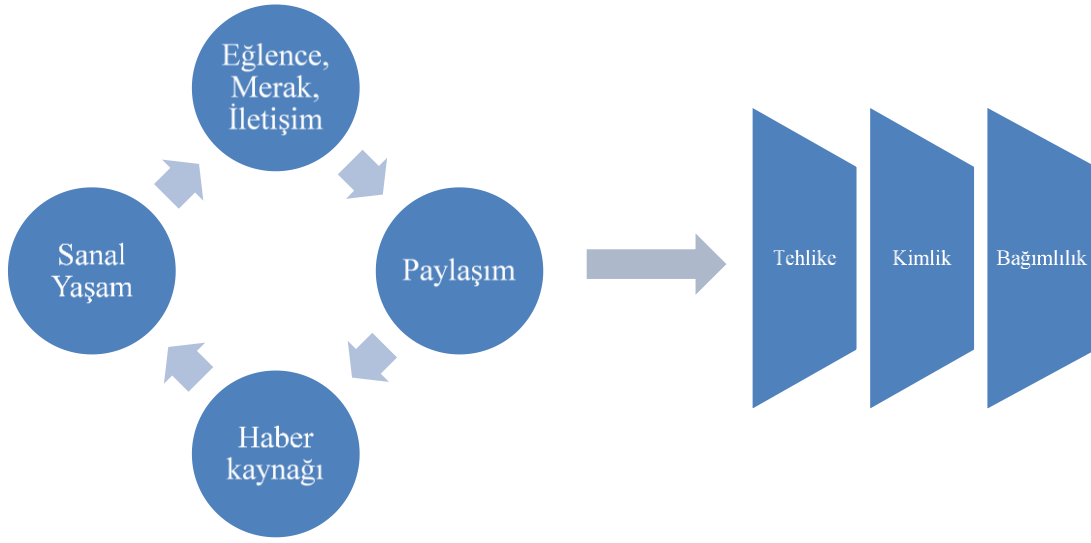 Eğlence,
Merak,
İletişim
Sanal
Yaşam
Paylaşım
Haber
kaynağı
Tehlike
Kimlik
Bağımlılık